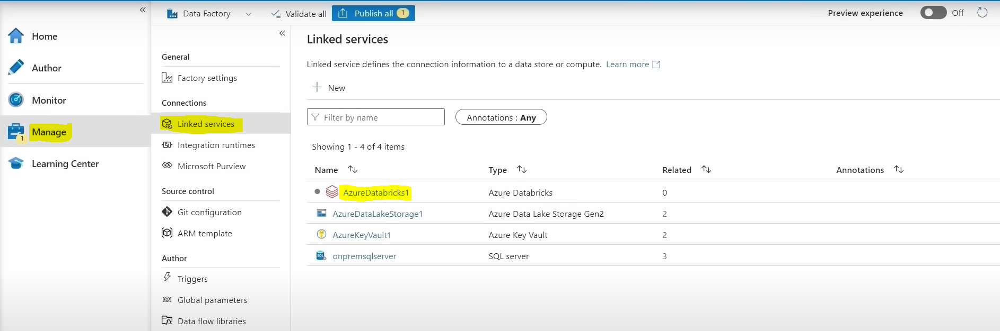 Data Factory
Validate all
Publish all 1
Preview experience
Off
Home
Author
Monitor
Manage
1
Learning Center
General
Factory settings
Connections
Linked services
Integration runtimes
Microsoft Purview
Source control
Git configuration
ARM template
Author
Triggers
Global parameters
Data flow libraries
Linked services
Linked service defines the connection information to a data store or compute. Learn more
New
Filter by name
Annotations : Any
Showing 1 - 4 of 4 items
Name Type Related Annotations
AzureDatabricks1 Azure Databricks 0
AzureDataLakeStorage1 Azure Data Lake Storage Gen2 2
AzureKeyVault1 Azure Key Vault 2
SQL onpremsqlserver SQL server 3